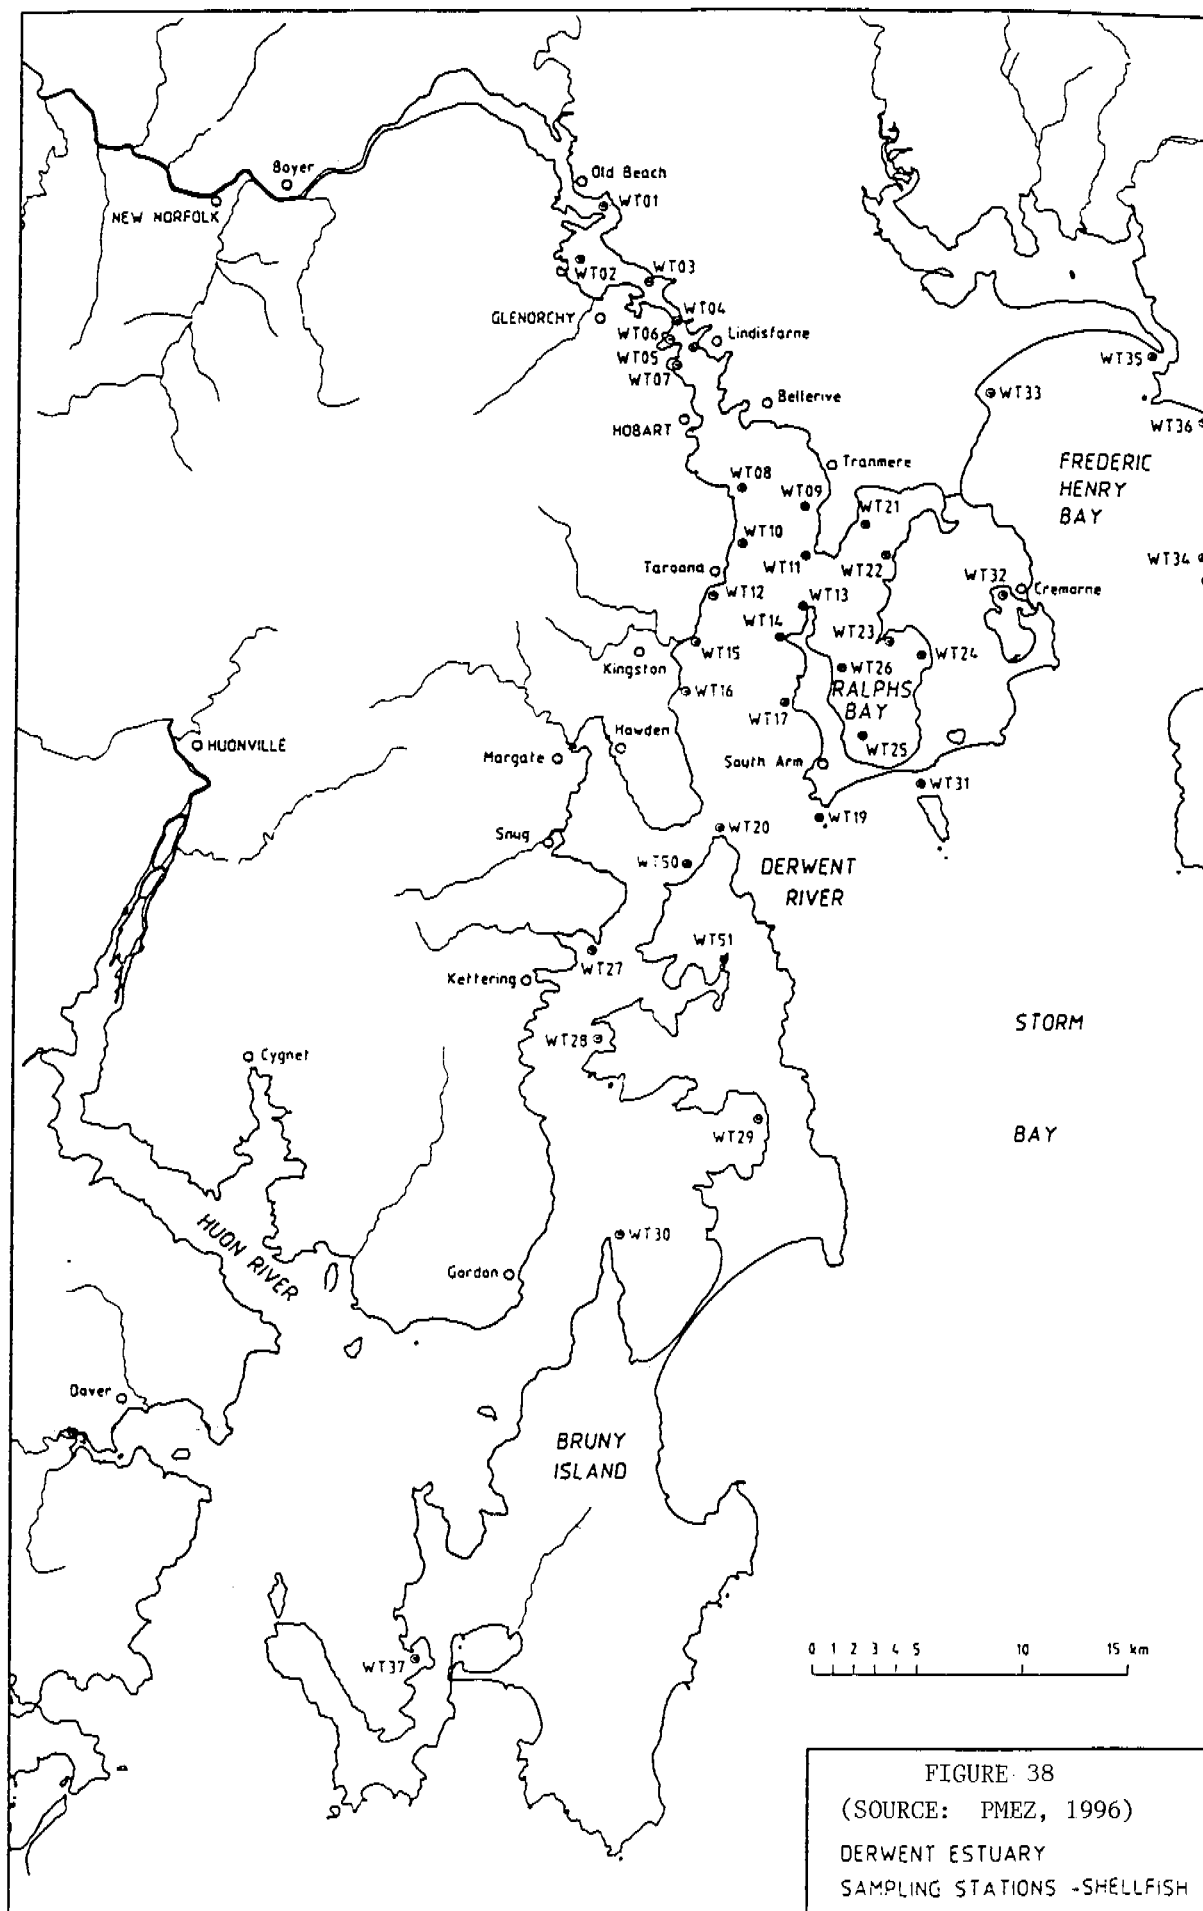 Boyer
Old Beach
NEW NORFOLK
WT01
WT02
WT03
GLENORCHY
WT04
WT06
Lindisfarne
WT05
WT07
WT35
WT33
Bellerive
HOBART
WT36
Tranmere
FREDERIC
HENRY
BAY
WT08
WT09
WT21
WT10
WT11
WT22
WT34
Taroona
WT12
WT32
Cremorne
WT13
WT14
WT23
WT15
WT24
Kingston
WT26
WT16
RALPHS
BAY
WT17
HUONVILLE
Howden
Margate
WT25
South Arm
WT31
WT19
Snug
WT20
WT50
DERWENT
RIVER
WT51
WT27
Kettering
STORM
WT28
Cygnet
WT29
BAY
HUON RIVER
WT30
Gordon
Dover
BRUNY
ISLAND
WT37
0 1 2 3 4 5 10 15 km
FIGURE 38
(SOURCE: PMEZ, 1996)
DERWENT ESTUARY
SAMPLING STATIONS -SHELLFISH